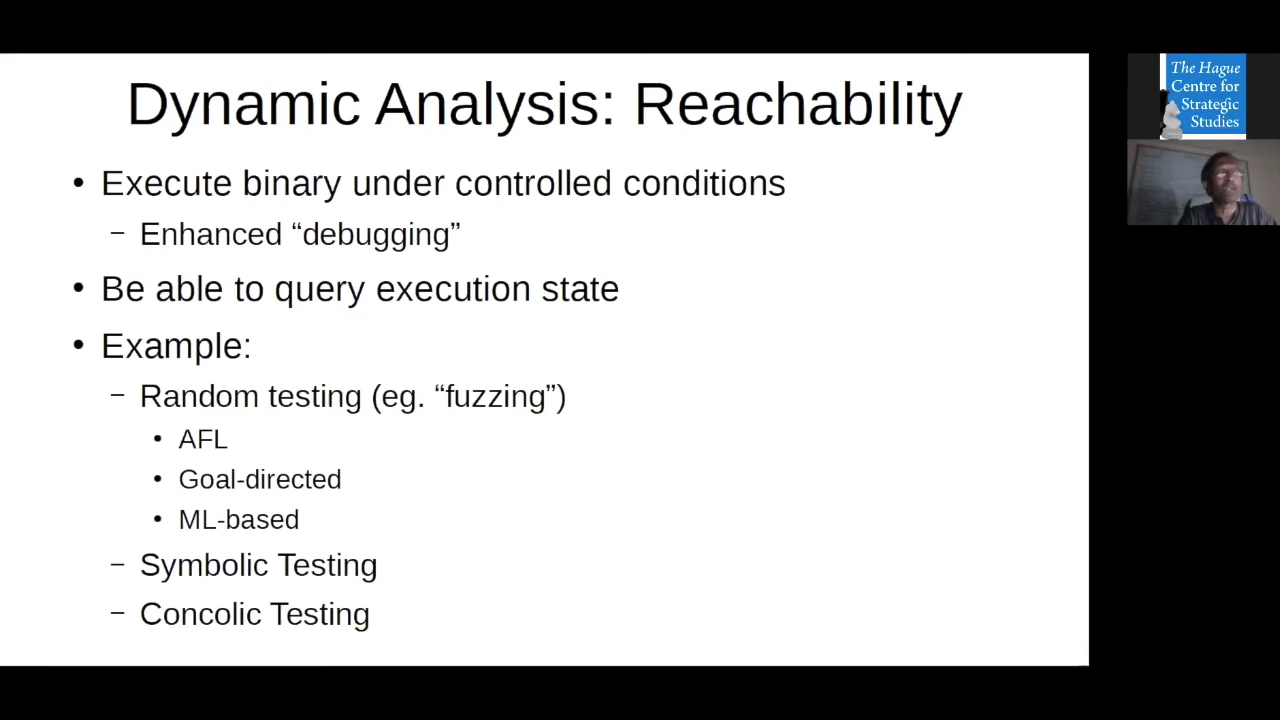 Dynamic Analysis: Reachability
• Execute binary under controlled conditions
– Enhanced “debugging”
• Be able to query execution state
• Example:
– Random testing (eg. “fuzzing”)
• AFL
• Goal-directed
• ML-based
– Symbolic Testing
– Concolic Testing
The Hague
Centre for
Strategic
Studies